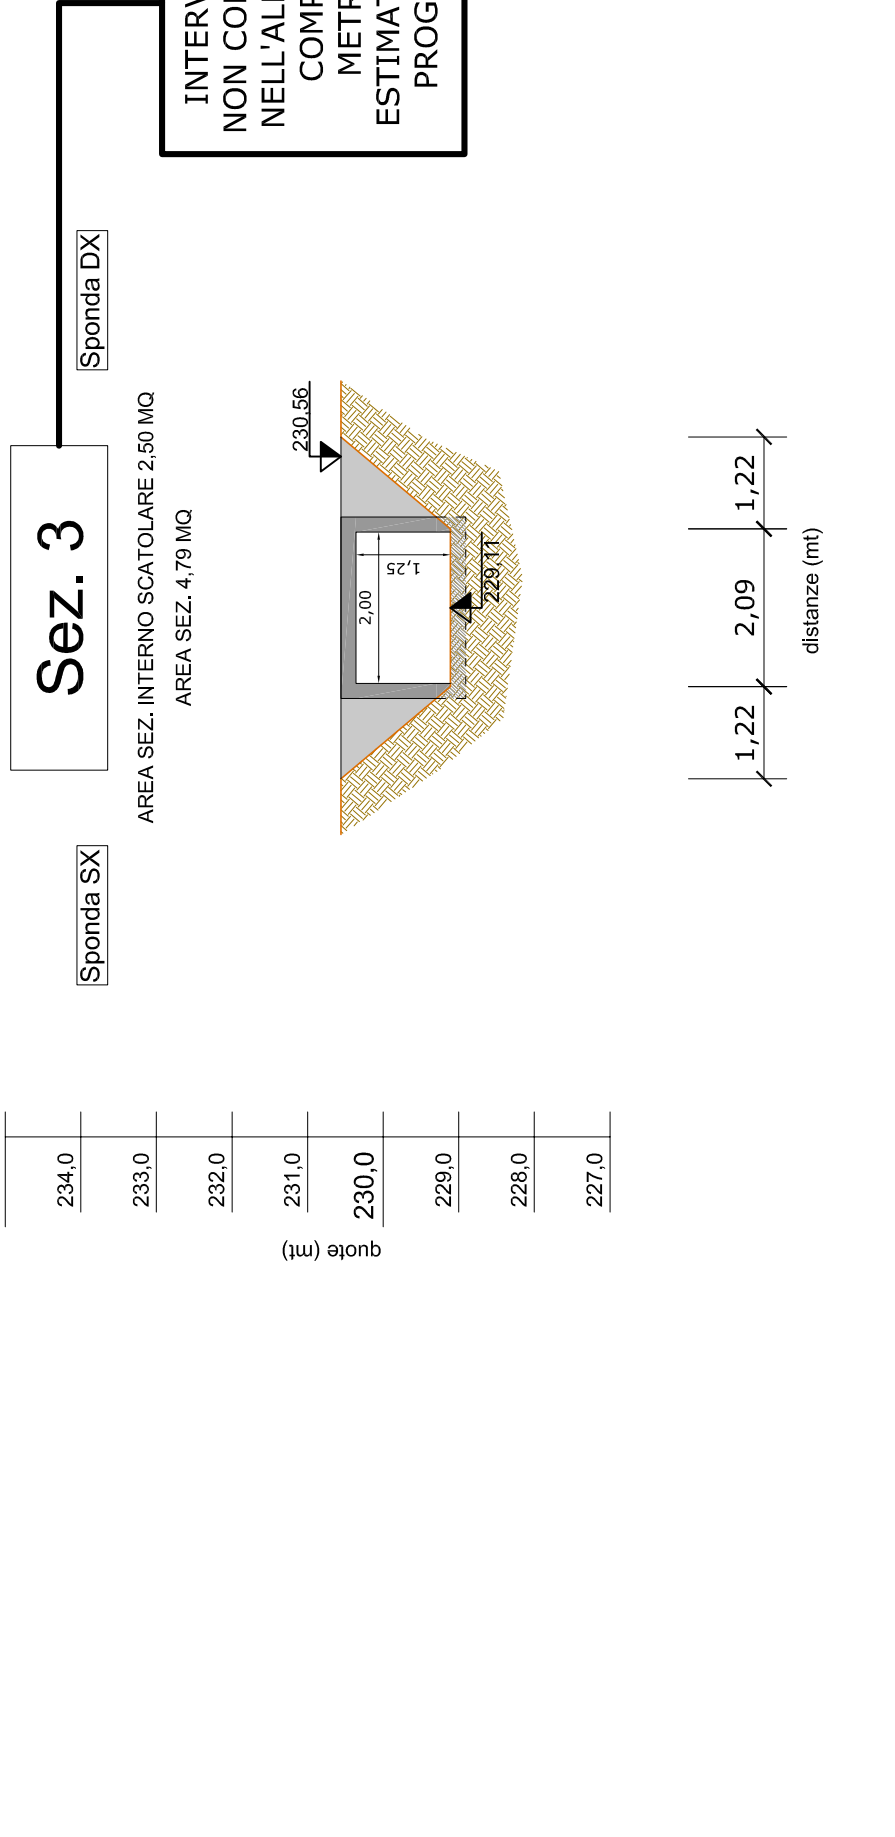 Sez. 3
Sponda SX
Sponda DX
AREA SEZ. INTERNO SCATOLARE 2,50 MQ
AREA SEZ. 4,79 MQ
NON
NELL'
230,56
2,00
1,25
229,11
1,22
2,09
1,22
distanze (mt)
quote (mt)
234,0
233,0
232,0
231,0
230,0
229,0
228,0
227,0